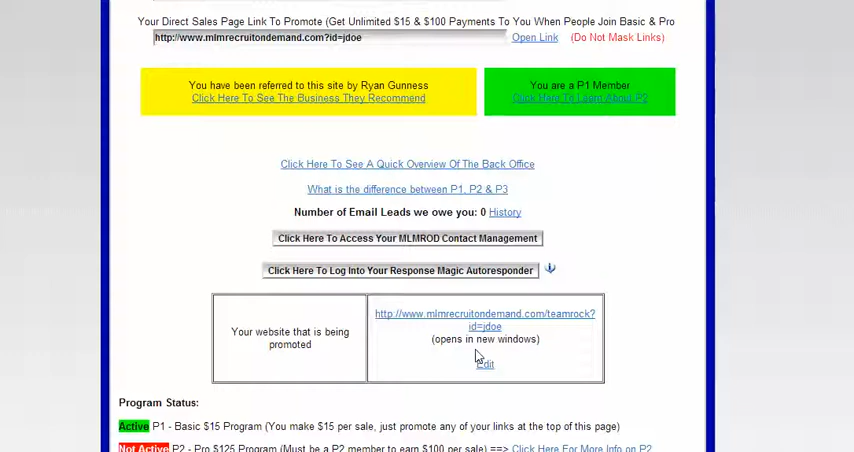 Your Direct Sales Page Link To Promote (Get Unlimited $15 & $100 Payments To You When People Join Basic & Pro
http://www.mlmrecruitondemand.com?id=jdoe Open Link (Do Not Mask Links)
You have been referred to this site by Ryan Gunness
Click Here To See The Business They Recommend
You are a P1 Member
Click Here To Learn About P2
Click Here To See A Quick Overview Of The Back Office
What is the difference between P1, P2 & P3
Number of Email Leads we owe you: 0 History
Click Here To Access Your MLMROD Contact Management
Click Here To Log Into Your Response Magic Autoresponder
Your website that is being
promoted
http://www.mlmrecruitondemand.com/teamrock?
id=jdoe
(opens in new windows)
Edit
Program Status:
Active P1 - Basic $15 Program (You make $15 per sale, just promote any of your links at the top of this page)
Not Active P2 - Pro $125 Program (Must be a P2 member to earn $100 per sale) ==> Click Here For More Info on P2